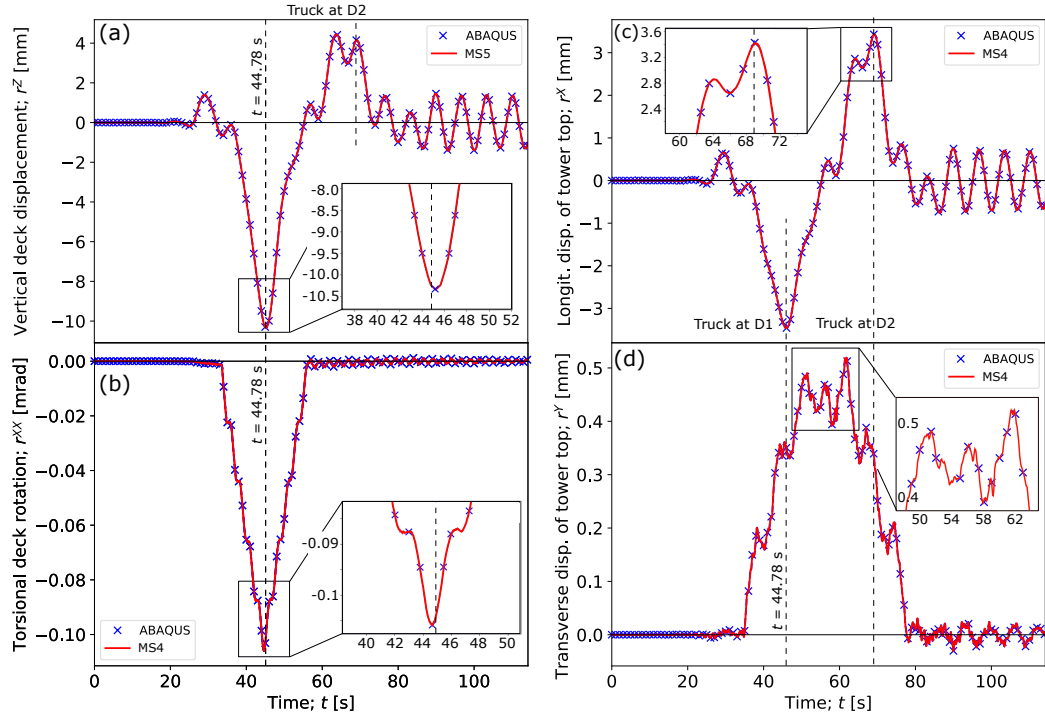 Truck at D2
(a)
ABAQUS
MS5
t = 44.78 s
Vertical deck displacement; r^Z [mm]
4
2
0
−2
−4
−6
−8
−10
-8.0
-8.5
-9.0
-9.5
-10.0
-10.5
38 40 42 44 46 48 50 52
(b)
t = 44.78 s
Torsional deck rotation; r^XX [mrad]
0.00
−0.02
−0.04
−0.06
−0.08
−0.10
-0.09
-0.1
40 42 44 46 48 50
ABAQUS
MS4
0 20 40 60 80 100
Time; t [s]
(c)
ABAQUS
MS4
Longit. disp. of tower top; r^X [mm]
3
2
1
0
−1
−2
−3
3.6
3.2
2.8
2.4
60 64 68 72
Truck at D1
Truck at D2
(d)
ABAQUS
MS4
Transverse disp. of tower top; r^Y [mm]
0.5
0.4
0.3
0.2
0.1
0.0
t = 44.78 s
0.5
0.4
50 54 58 62
0 20 40 60 80 100
Time; t [s]